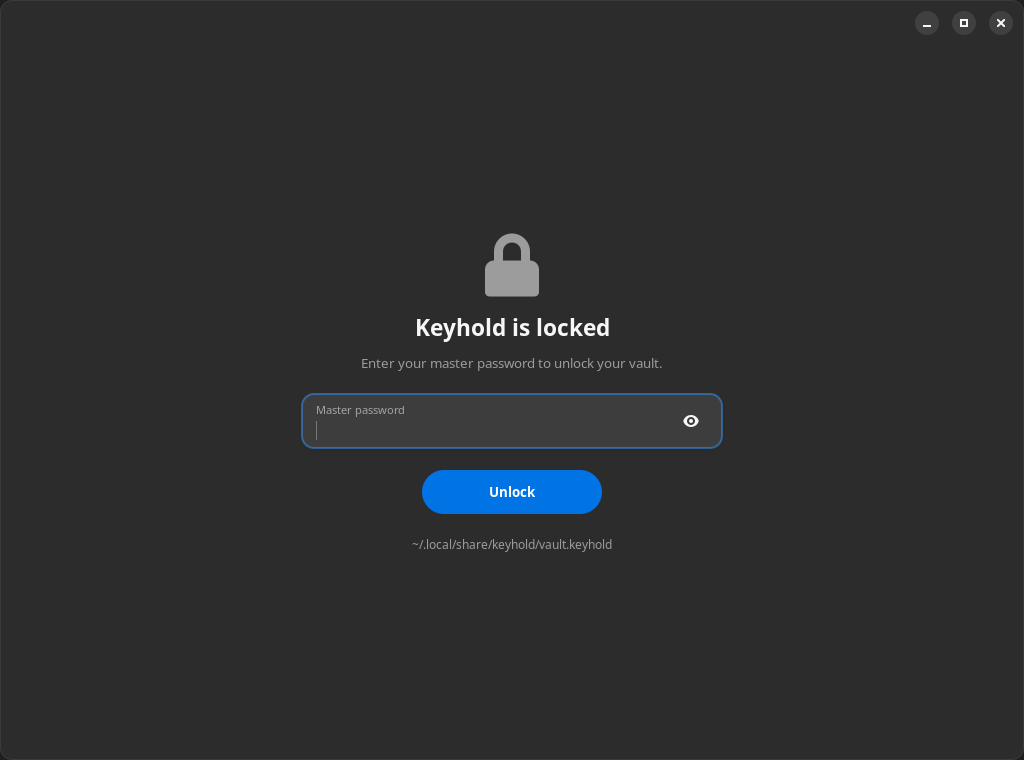 Keyhold is locked
Enter your master password to unlock your vault.
Master password
Unlock
~/.local/share/keyhold/vault.keyhold